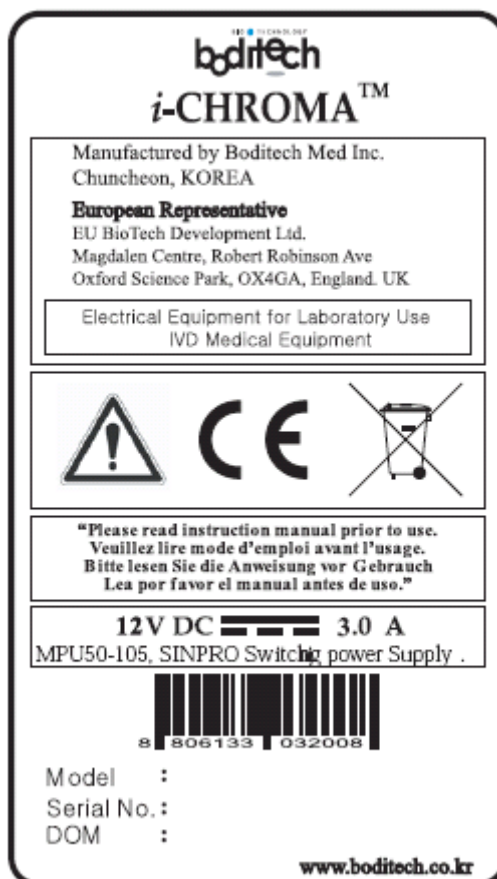 BIO TECHNOLOGY
boditech
i-CHROMA™
Manufactured by Boditech Med Inc.
Chuncheon, KOREA
European Representative
EU BioTech Development Ltd.
Magdalen Centre, Robert Robinson Ave
Oxford Science Park, OX4GA, England. UK
Electrical Equipment for Laboratory Use
IVD Medical Equipment
CE
“Please read instruction manual prior to use.
Veuillez lire mode d’emploi avant l’usage.
Bitte lesen Sie die Anweisung vor Gebrauch
Lea por favor el manual antes de uso.”
12V DC 3.0 A
MPU50-105, SINPRO Switchig power Supply .
8 806133 032008
Model :
Serial No. :
DOM :
www.boditech.co.kr